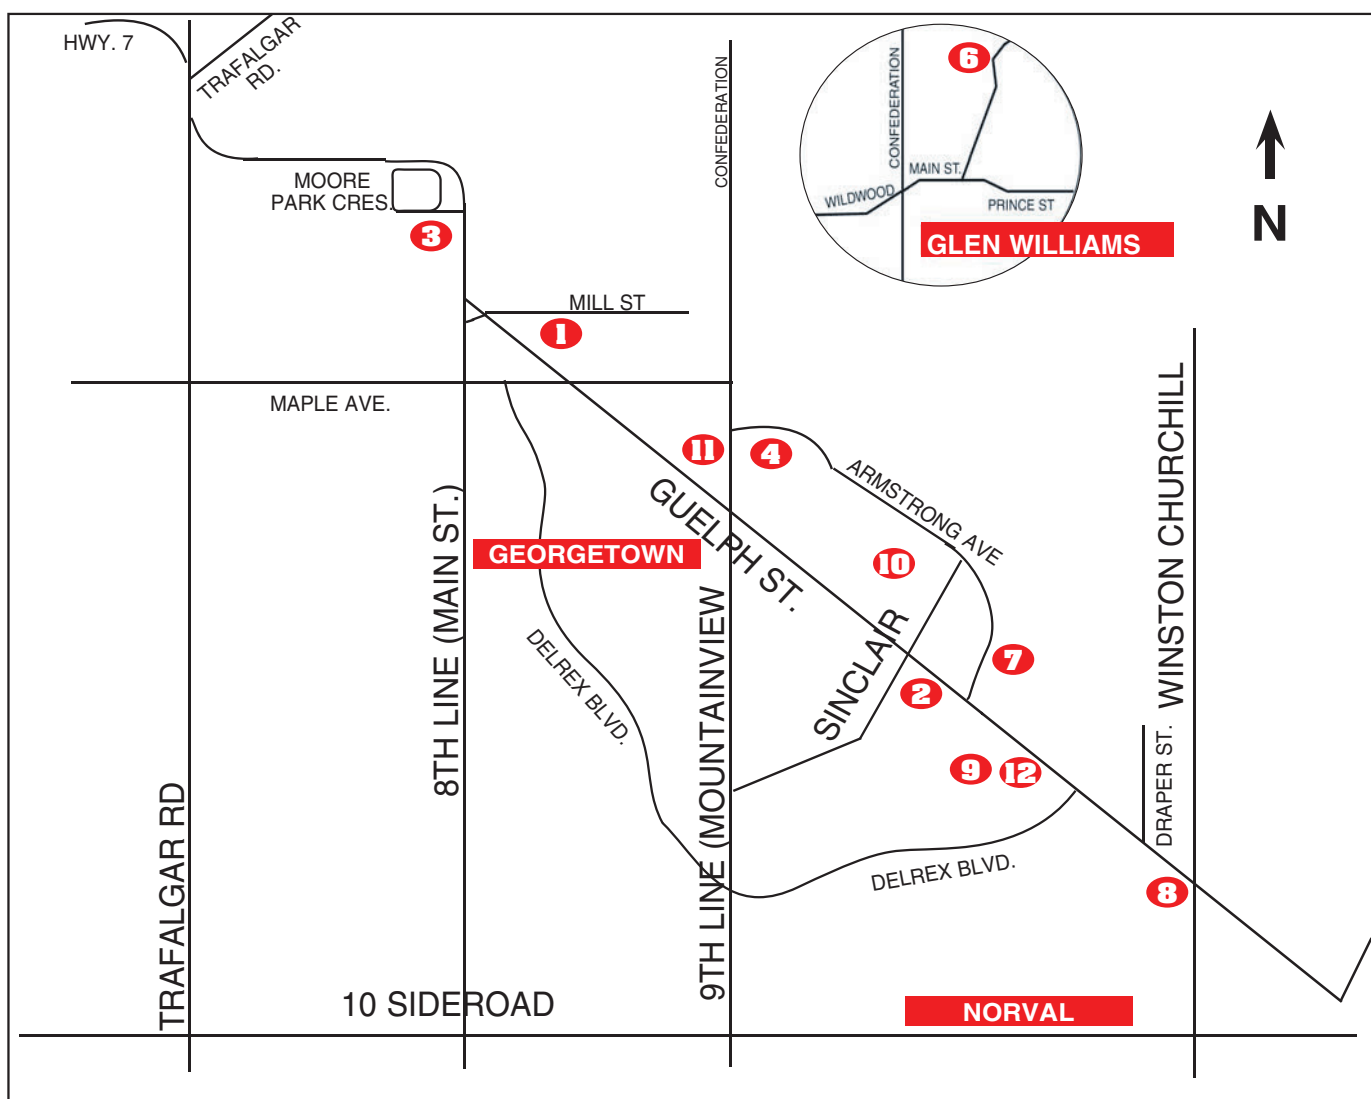 HWY. 7
TRAFALGAR
RD.
CONFEDERATION
6
CONFEDERATION
MAIN ST.
WILDWOOD
PRINCE ST
GLEN WILLIAMS
N
MOORE
PARK CRES.
3
MILL ST
1
MAPLE AVE.
11
4
ARMSTRONG AVE
GUELPH ST.
GEORGETOWN
10
SINCLAIR
7
2
WINSTON CHURCHILL
DELREX BLVD.
8TH LINE (MAIN ST.)
9TH LINE (MOUNTAINVIEW)
9
12
DRAPER ST.
DELREX BLVD.
8
TRAFALGAR RD
10 SIDEROAD
NORVAL